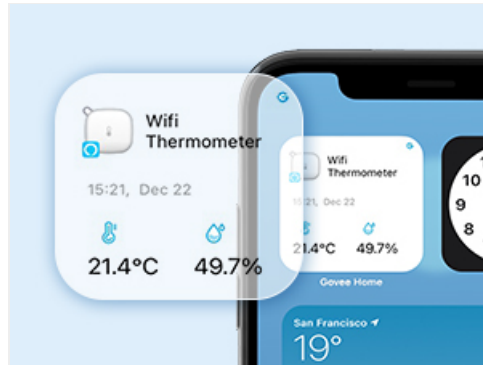 Wifi
Thermometer
15:21, Dec 22
21.4°C 49.7%
Wifi
Thermometer
15:21, Dec 22
21.4°C 49.7%
Govee Home
10
9
8
San Francisco
19°